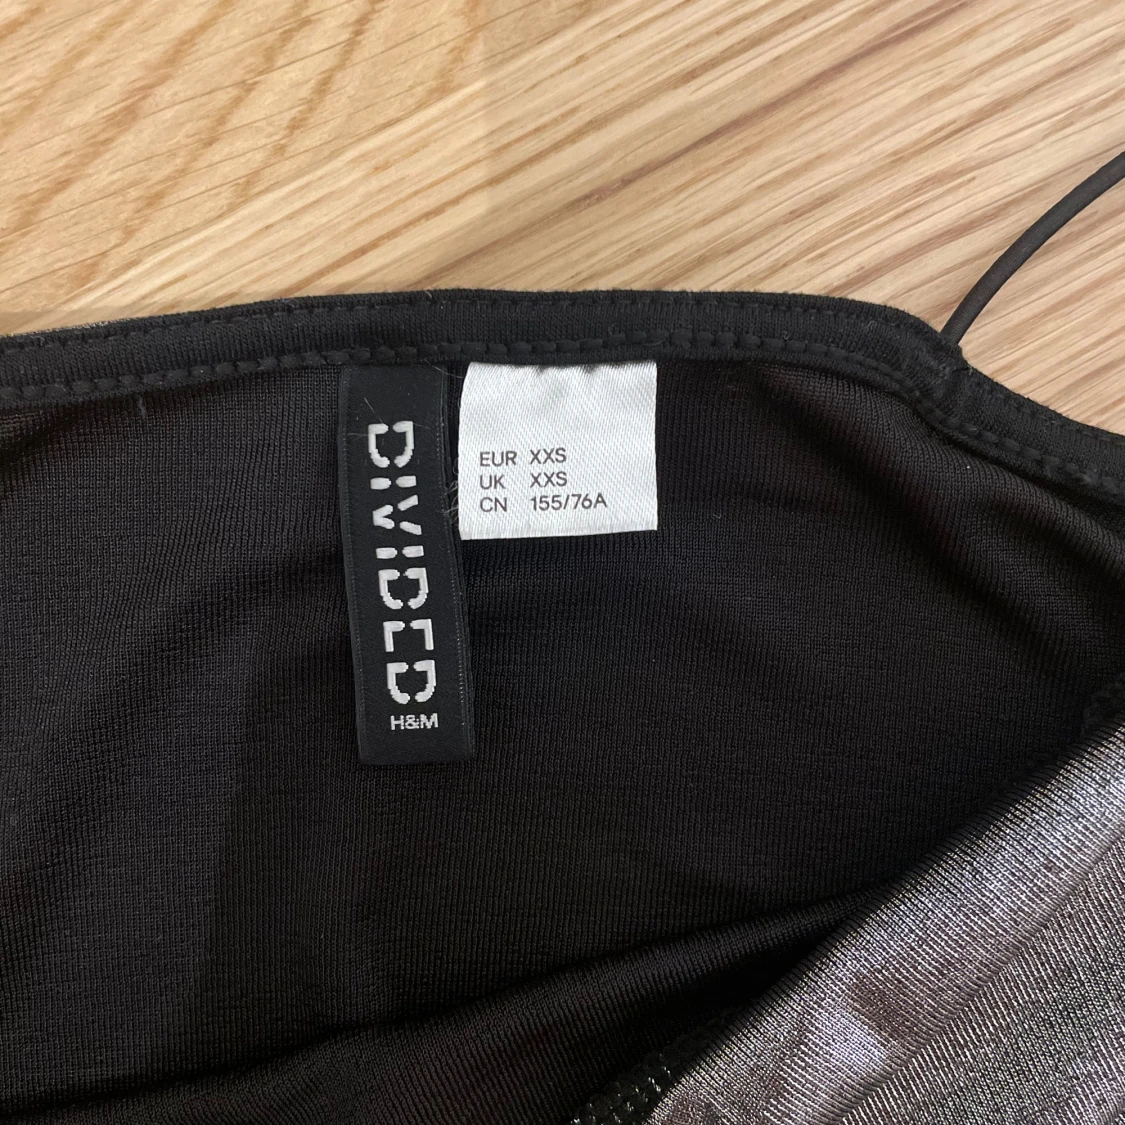 DIVIDED
H&M
EUR XXS
UK XXS
CN 155/76A